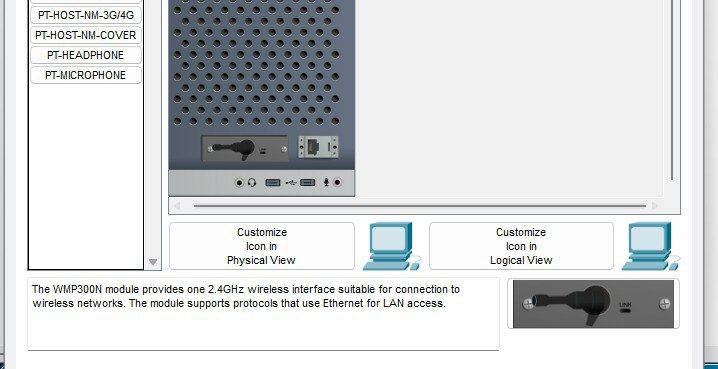 PT-HOST-NM-3G/4G
PT-HOST-NM-COVER
PT-HEADPHONE
PT-MICROPHONE
Customize
Icon in
Physical View
Customize
Icon in
Logical View
The WMP300N module provides one 2.4GHz wireless interface suitable for connection to
wireless networks. The module supports protocols that use Ethernet for LAN access.
LINK